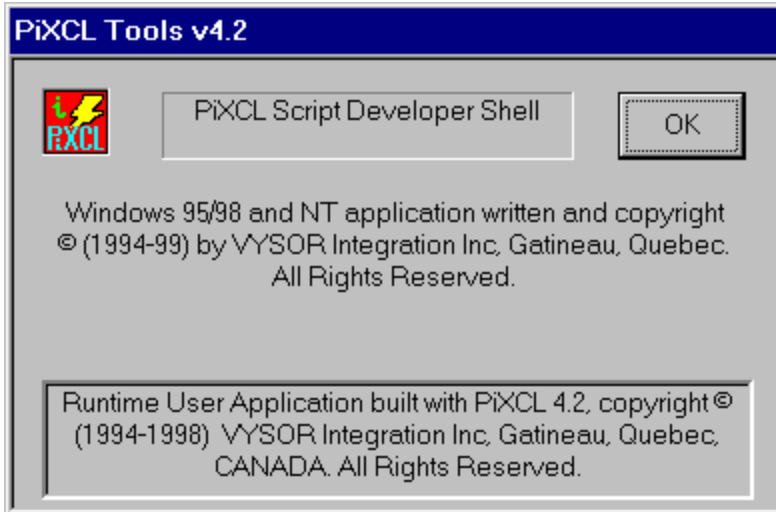 PiXCL Tools v4.2
i
PiXCL
PiXCL Script Developer Shell
OK
Windows 95/98 and NT application written and copyright
© (1994-99) by VYSOR Integration Inc, Gatineau, Quebec.
All Rights Reserved.
Runtime User Application built with PiXCL 4.2, copyright ©
(1994-1998) VYSOR Integration Inc, Gatineau, Quebec,
CANADA. All Rights Reserved.